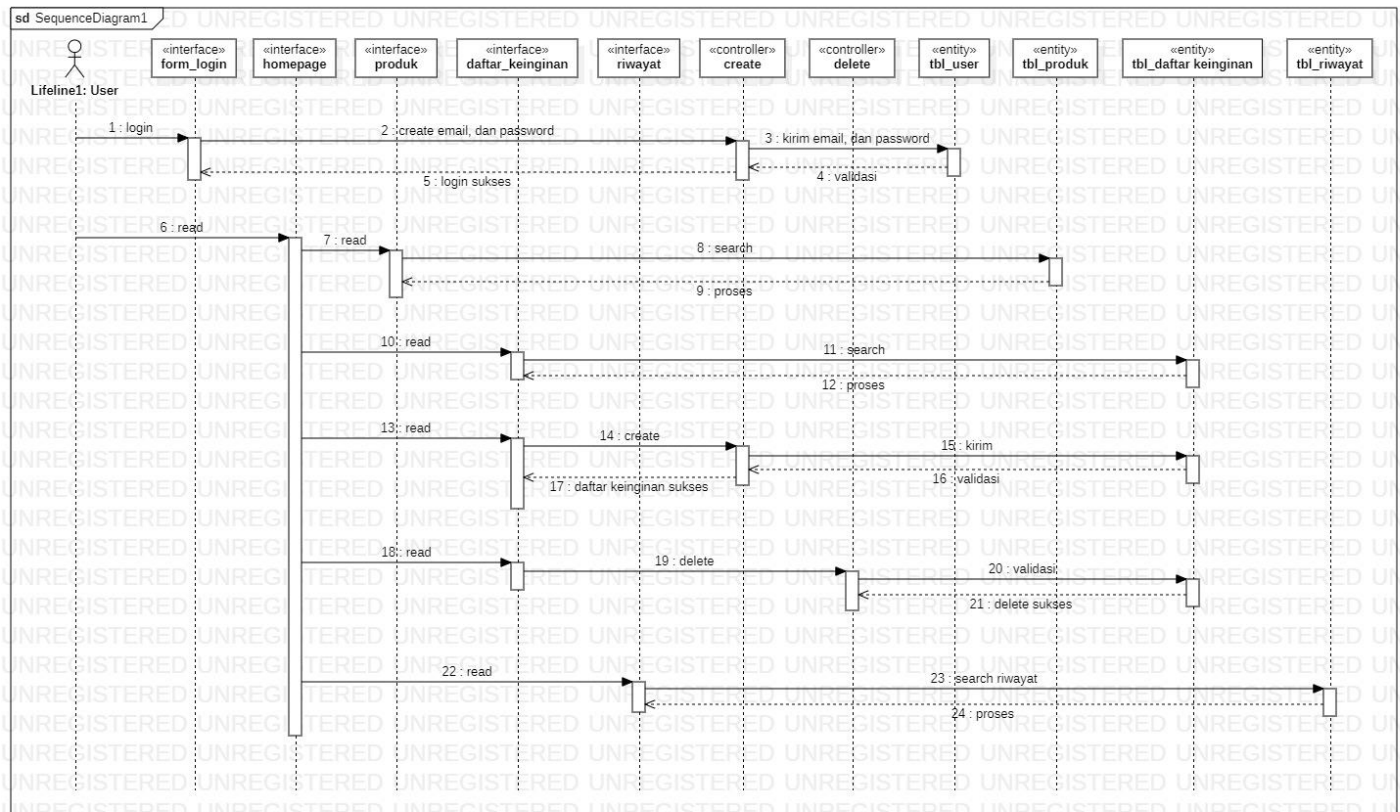 sd SequenceDiagram1
Lifeline1: User
«interface»
form_login
«interface»
homepage
«interface»
produk
«interface»
daftar_keinginan
«interface»
riwayat
«controller»
create
«controller»
delete
«entity»
tbl_user
«entity»
tbl_produk
«entity»
tbl_daftar keinginan
«entity»
tbl_riwayat
1 : login
2 : create email, dan password
3 : kirim email, dan password
4 : validasi
5 : login sukses
6 : read
7 : read
8 : search
9 : proses
10 : read
11 : search
12 : proses
13 : read
14 : create
15 : kirim
16 : validasi
17 : daftar keinginan sukses
18 : read
19 : delete
20 : validasi
21 : delete sukses
22 : read
23 : search riwayat
24 : proses
UNREGISTERED